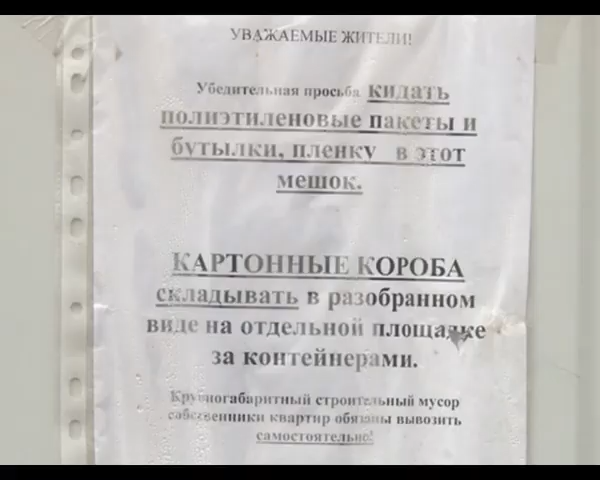 УВАЖАЕМЫЕ ЖИТЕЛИ!
Убедительная просьба кидать
полиэтиленовые пакеты и
бутылки, пленку в этот
мешок.
КАРТОННЫЕ КОРОБА
складывать в разобранном
виде на отдельной площадке
за контейнерами.
Крупногабаритный строительный мусор
собственники квартир обязаны вывозить
самостоятельно!